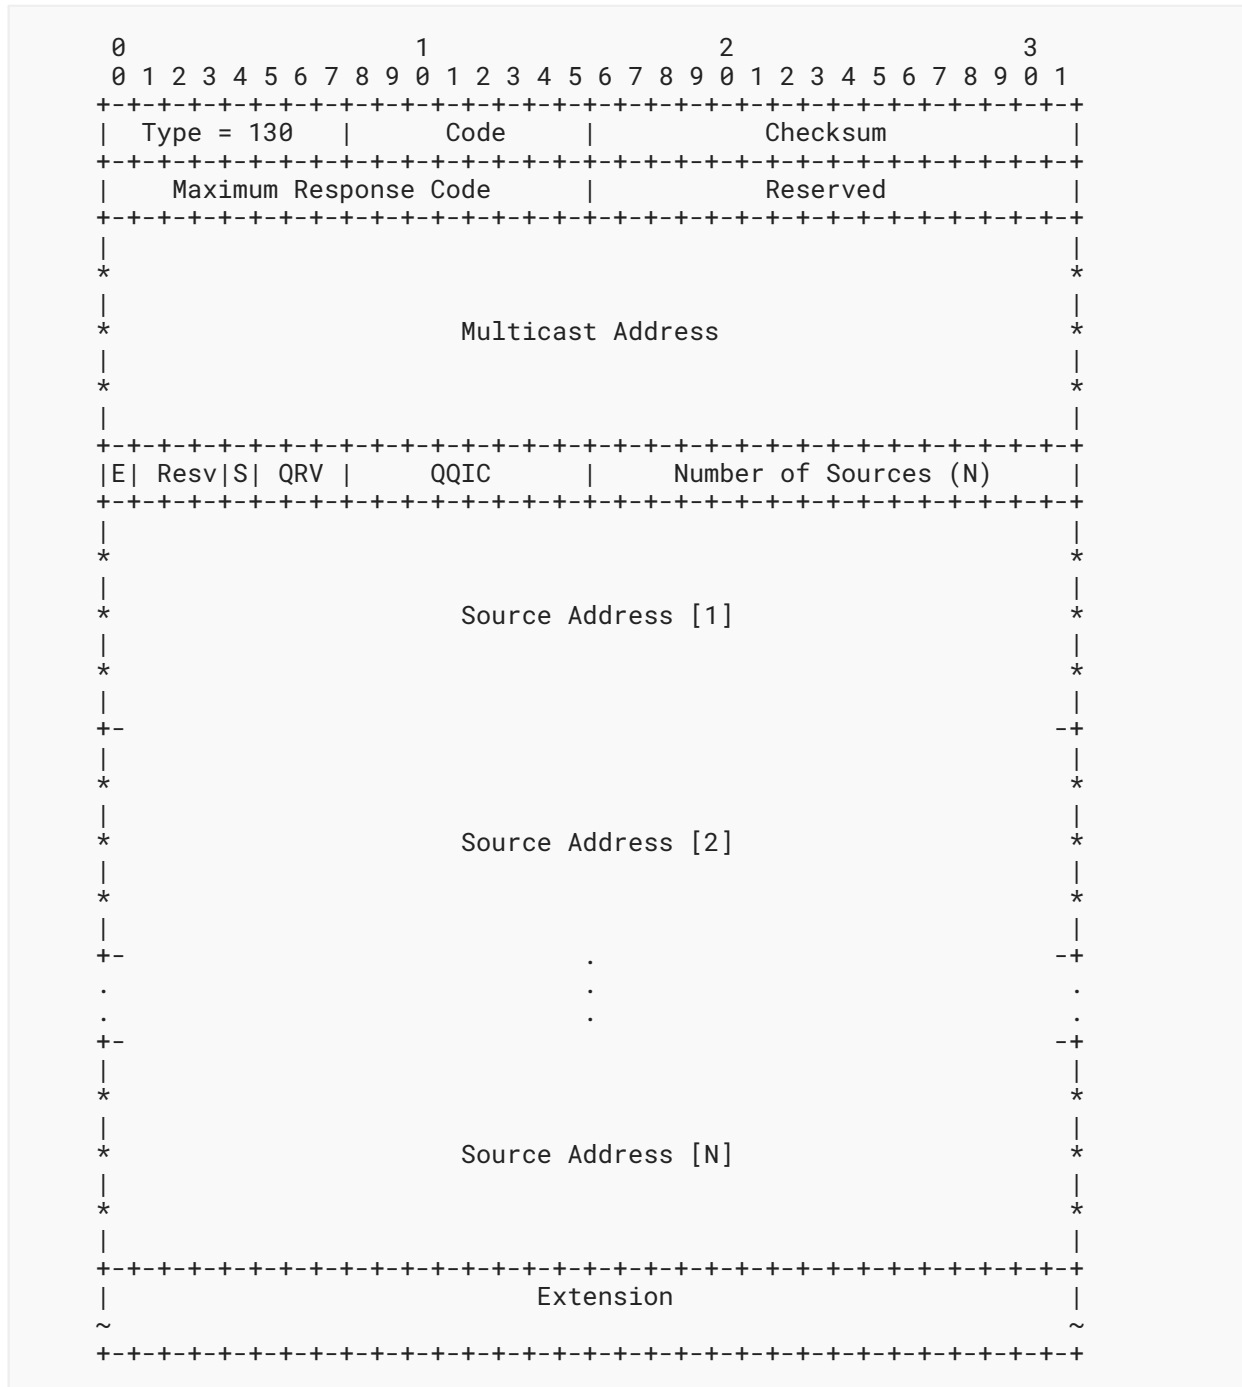 0                   1                   2                   3
 0 1 2 3 4 5 6 7 8 9 0 1 2 3 4 5 6 7 8 9 0 1 2 3 4 5 6 7 8 9 0 1
+-+-+-+-+-+-+-+-+-+-+-+-+-+-+-+-+-+-+-+-+-+-+-+-+-+-+-+-+-+-+-+-+
|  Type = 130   |      Code     |           Checksum            |
+-+-+-+-+-+-+-+-+-+-+-+-+-+-+-+-+-+-+-+-+-+-+-+-+-+-+-+-+-+-+-+-+
|    Maximum Response Code      |           Reserved            |
+-+-+-+-+-+-+-+-+-+-+-+-+-+-+-+-+-+-+-+-+-+-+-+-+-+-+-+-+-+-+-+-+
|                                                               |
*                                                               *
|                                                               |
*                       Multicast Address                       *
|                                                               |
*                                                               *
|                                                               |
+-+-+-+-+-+-+-+-+-+-+-+-+-+-+-+-+-+-+-+-+-+-+-+-+-+-+-+-+-+-+-+-+
|E| Resv|S| QRV |     QQIC      |     Number of Sources (N)     |
+-+-+-+-+-+-+-+-+-+-+-+-+-+-+-+-+-+-+-+-+-+-+-+-+-+-+-+-+-+-+-+-+
|                                                               |
*                                                               *
|                                                               |
*                       Source Address [1]                      *
|                                                               |
*                                                               *
|                                                               |
+-                                                             -+
|                                                               |
*                                                               *
|                                                               |
*                       Source Address [2]                      *
|                                                               |
*                                                               *
|                                                               |
+-                              .                              -+
.                               .                               .
.                               .                               .
+-                                                             -+
|                                                               |
*                                                               *
|                                                               |
*                       Source Address [N]                      *
|                                                               |
*                                                               *
|                                                               |
+-+-+-+-+-+-+-+-+-+-+-+-+-+-+-+-+-+-+-+-+-+-+-+-+-+-+-+-+-+-+-+-+
|                            Extension                          |
~                                                               ~
+-+-+-+-+-+-+-+-+-+-+-+-+-+-+-+-+-+-+-+-+-+-+-+-+-+-+-+-+-+-+-+-+